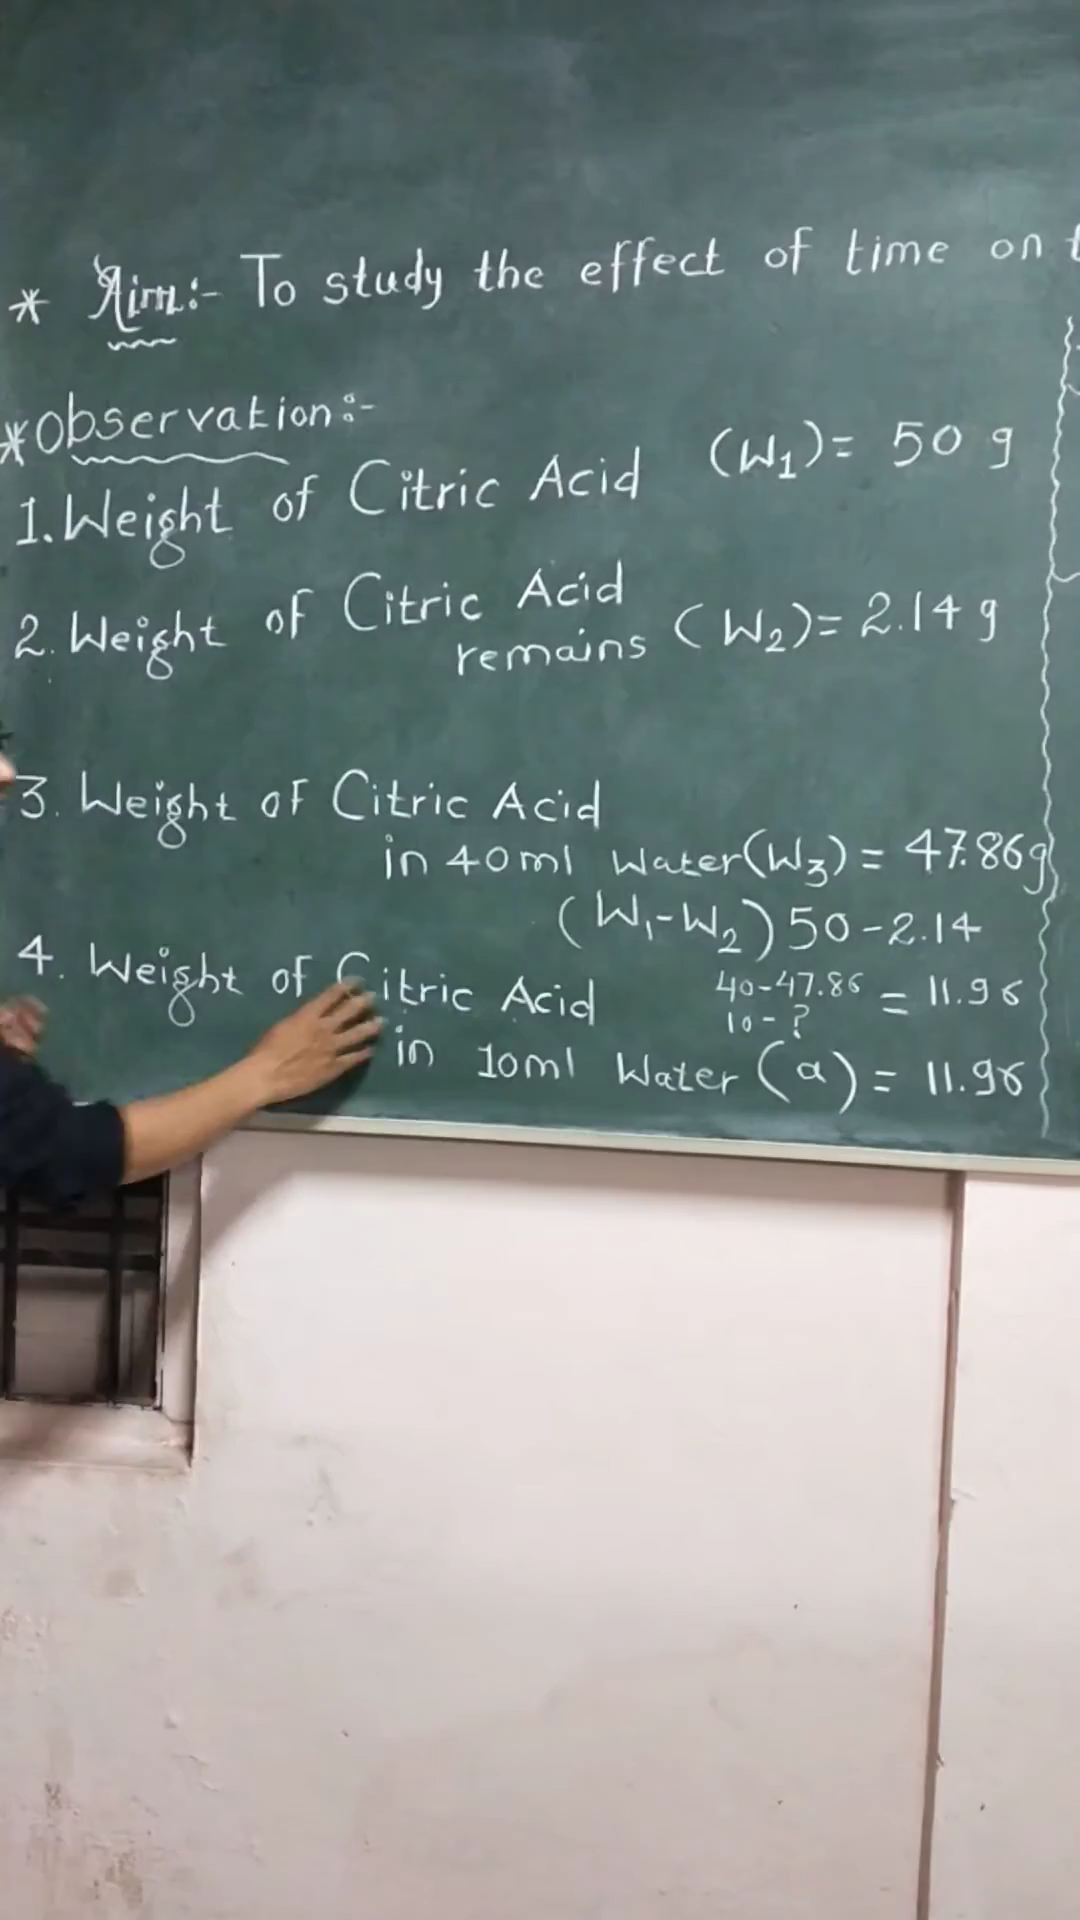 * Aim:- To study the effect of time on
*Observation:-
1. Weight of Citric Acid (W1)= 50 g
2. Weight of Citric Acid
remains (W2)= 2.14 g
3. Weight of Citric Acid
in 40ml Water(W3) = 47.86g
(W1-W2) 50-2.14
4. Weight of Citric Acid
40-47.86 = 11.96
10-?
in 10ml Water (a) = 11.96